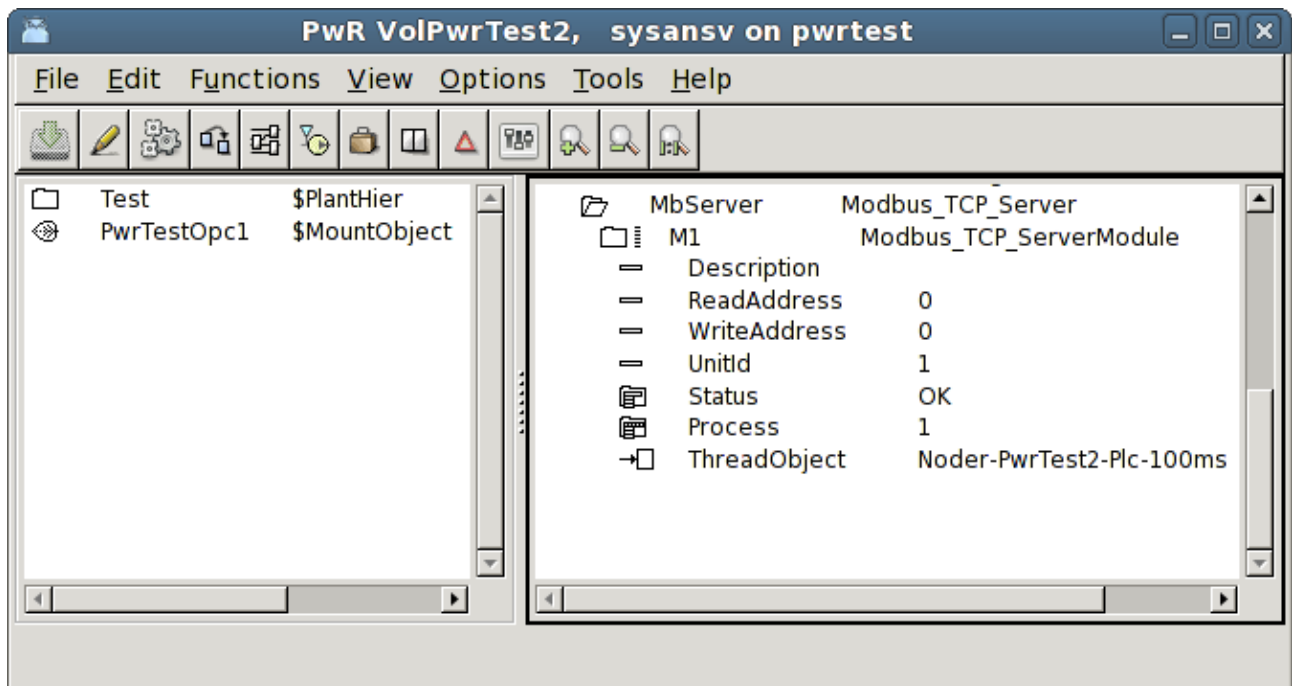 PwR VolPwrTest2, sysansv on pwrtest
File Edit Functions View Options Tools Help
Test $PlantHier
PwrTestOpc1 $MountObject
MbServer Modbus_TCP_Server
M1 Modbus_TCP_ServerModule
Description
ReadAddress 0
WriteAddress 0
UnitId 1
Status OK
Process 1
ThreadObject Noder-PwrTest2-Plc-100ms